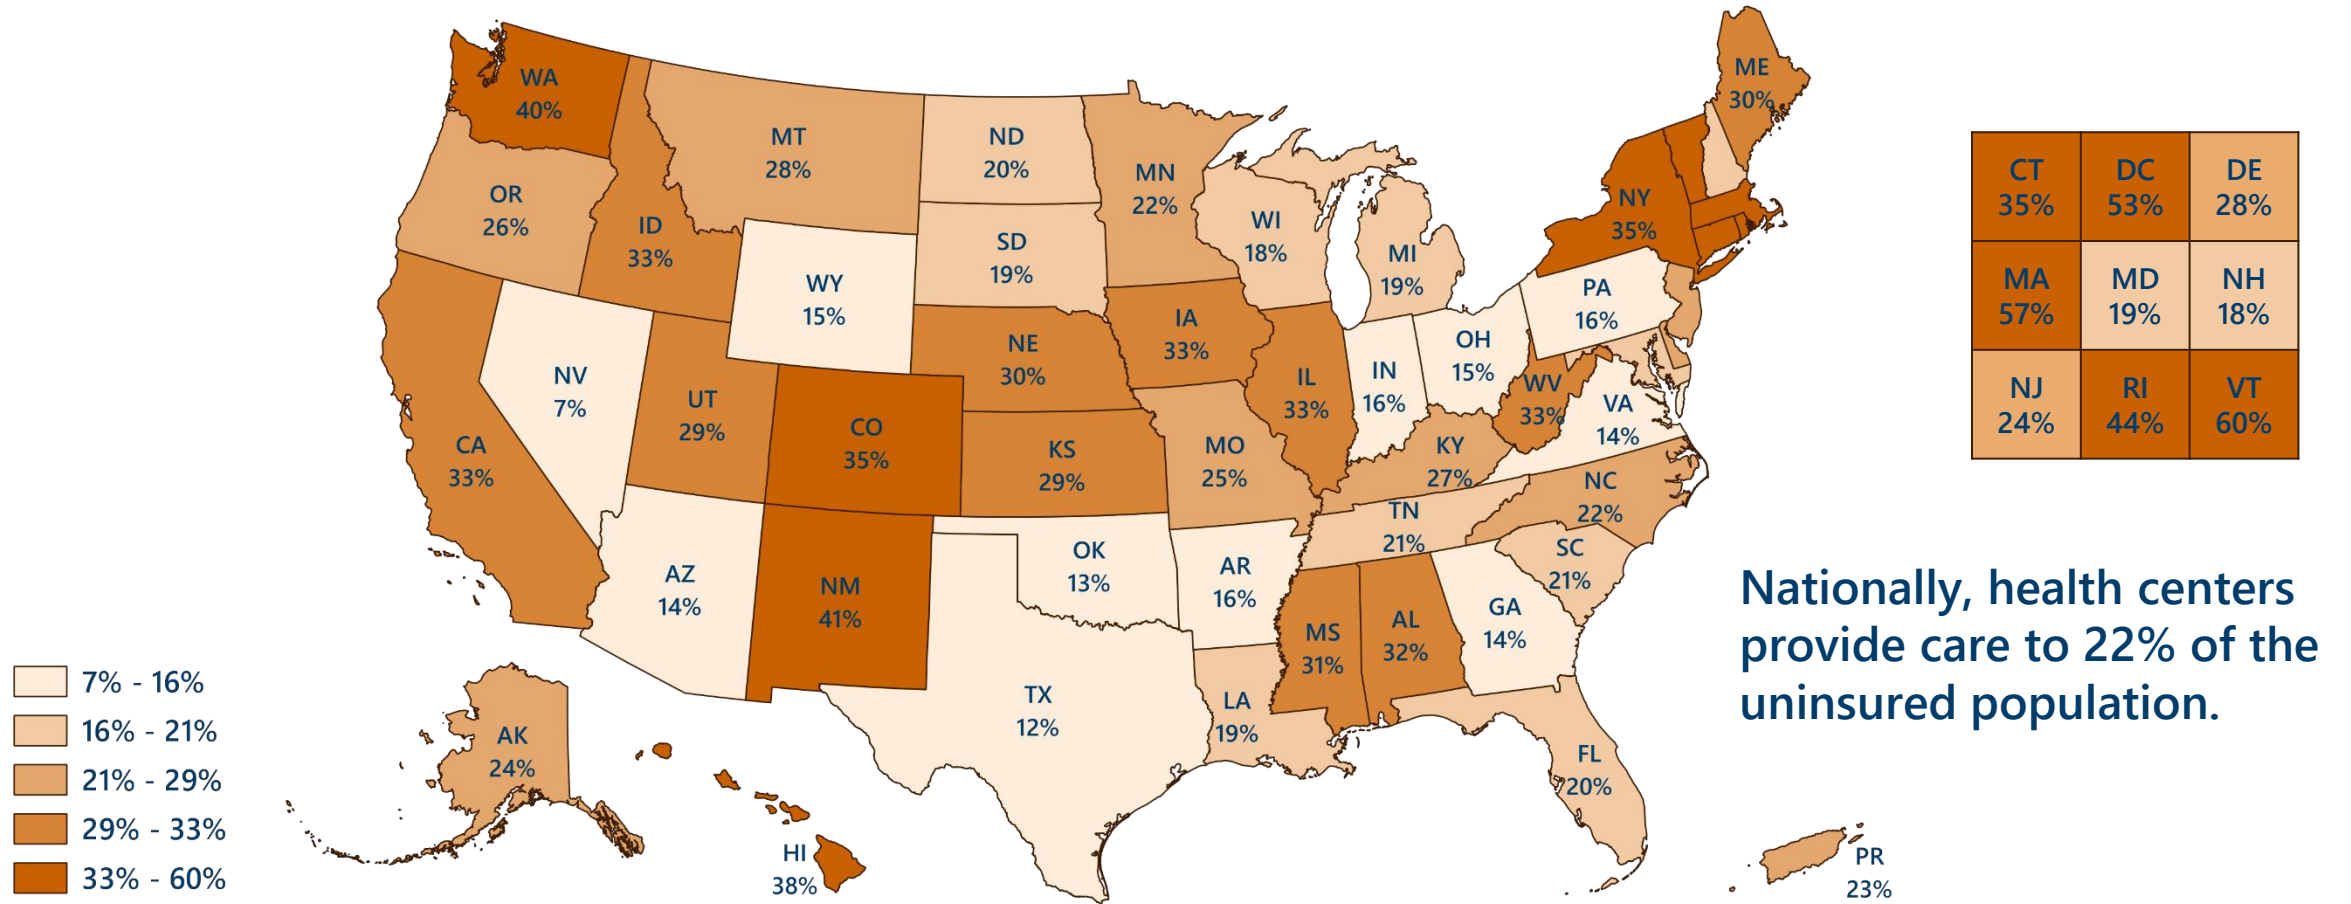 WA
40%
OR
26%
CA
33%
NV
7%
ID
33%
MT
28%
WY
15%
UT
29%
CO
35%
AZ
14%
NM
41%
ND
20%
SD
19%
NE
30%
KS
29%
OK
13%
TX
12%
MN
22%
IA
33%
MO
25%
AR
16%
LA
19%
WI
18%
IL
33%
MI
19%
IN
16%
OH
15%
KY
27%
TN
21%
MS
31%
AL
32%
GA
14%
FL
20%
SC
21%
NC
22%
VA
14%
WV
33%
PA
16%
NY
35%
ME
30%
AK
24%
HI
38%
PR
23%
CT
35%
DC
53%
DE
28%
MA
57%
MD
19%
NH
18%
NJ
24%
RI
44%
VT
60%
Nationally, health centers
provide care to 22% of the
uninsured population.
7% - 16%
16% - 21%
21% - 29%
29% - 33%
33% - 60%